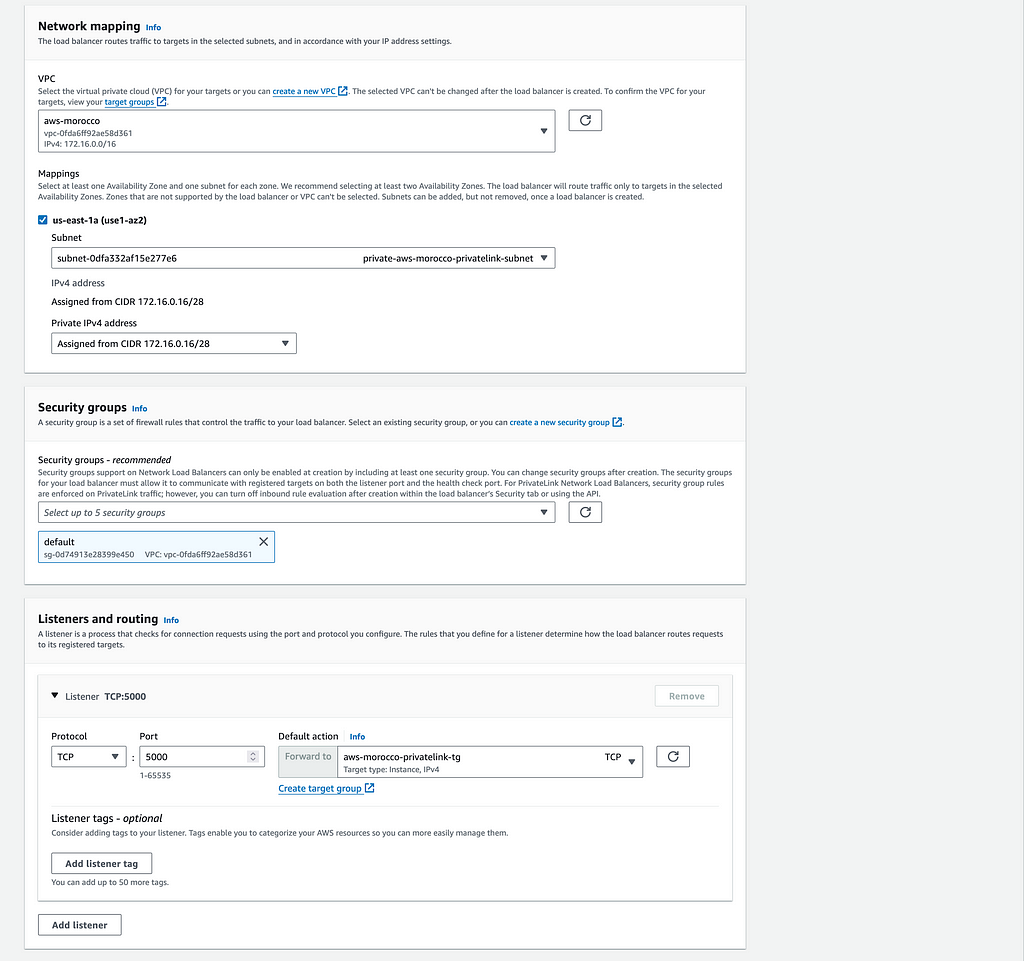 Network mapping Info
The load balancer routes traffic to targets in the selected subnets, and in accordance with your IP address settings.
VPC
Select the virtual private cloud (VPC) for your targets or you can create a new VPC. The selected VPC can't be changed after the load balancer is created. To confirm the VPC for your
targets, view your target groups.
aws-morocco
vpc-0fda6ff92ae58d361
IPv4: 172.16.0.0/16
Mappings
Select at least one Availability Zone and one subnet for each zone. We recommend selecting at least two Availability Zones. The load balancer will route traffic only to targets in the selected
Availability Zones. Zones that are not supported by the load balancer or VPC can't be selected. Subnets can be added, but not removed, once a load balancer is created.
us-east-1a (use1-az2)
Subnet
subnet-0dfa332af15e277e6 private-aws-morocco-privatelink-subnet
IPv4 address
Assigned from CIDR 172.16.0.16/28
Private IPv4 address
Assigned from CIDR 172.16.0.16/28
Security groups Info
A security group is a set of firewall rules that control the traffic to your load balancer. Select an existing security group, or you can create a new security group.
Security groups - recommended
Security groups support on Network Load Balancers can only be enabled at creation by including at least one security group. You can change security groups after creation. The security groups
for your load balancer must allow it to communicate with registered targets on both the listener port and the health check port. For PrivateLink Network Load Balancers, security group rules
are enforced on PrivateLink traffic; however, you can turn off inbound rule evaluation after creation within the load balancer's Security tab or using the API.
Select up to 5 security groups
default
sg-0d74913e28399e450 VPC: vpc-0fda6ff92ae58d361
Listeners and routing Info
A listener is a process that checks for connection requests using the port and protocol you configure. The rules that you define for a listener determine how the load balancer routes requests
to its registered targets.
Listener TCP:5000
Remove
Protocol Port Default action Info
TCP : 5000 Forward to aws-morocco-privatelink-tg TCP
Target type: Instance, IPv4
1-65535
Create target group
Listener tags - optional
Consider adding tags to your listener. Tags enable you to categorize your AWS resources so you can more easily manage them.
Add listener tag
You can add up to 50 more tags.
Add listener